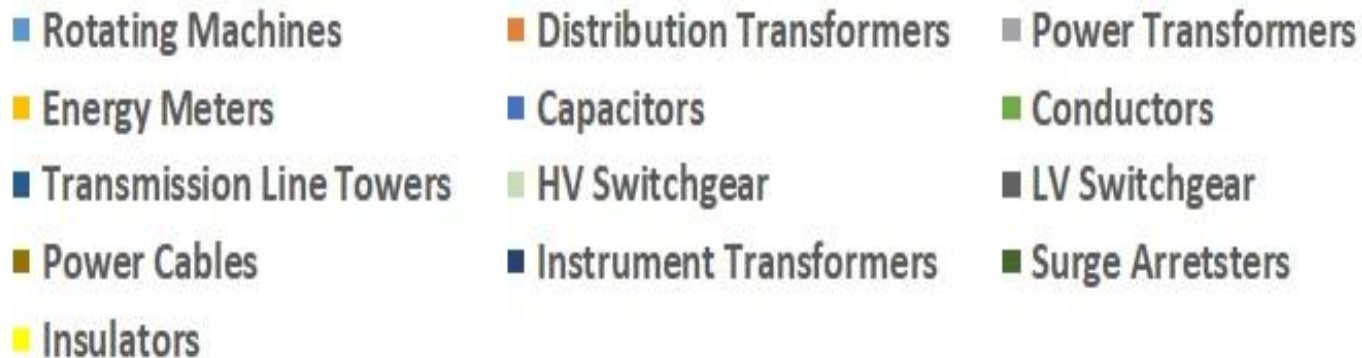 Rotating Machines Distribution Transformers Power Transformers
Energy Meters Capacitors Conductors
Transmission Line Towers HV Switchgear LV Switchgear
Power Cables Instrument Transformers Surge Arretsters
Insulators